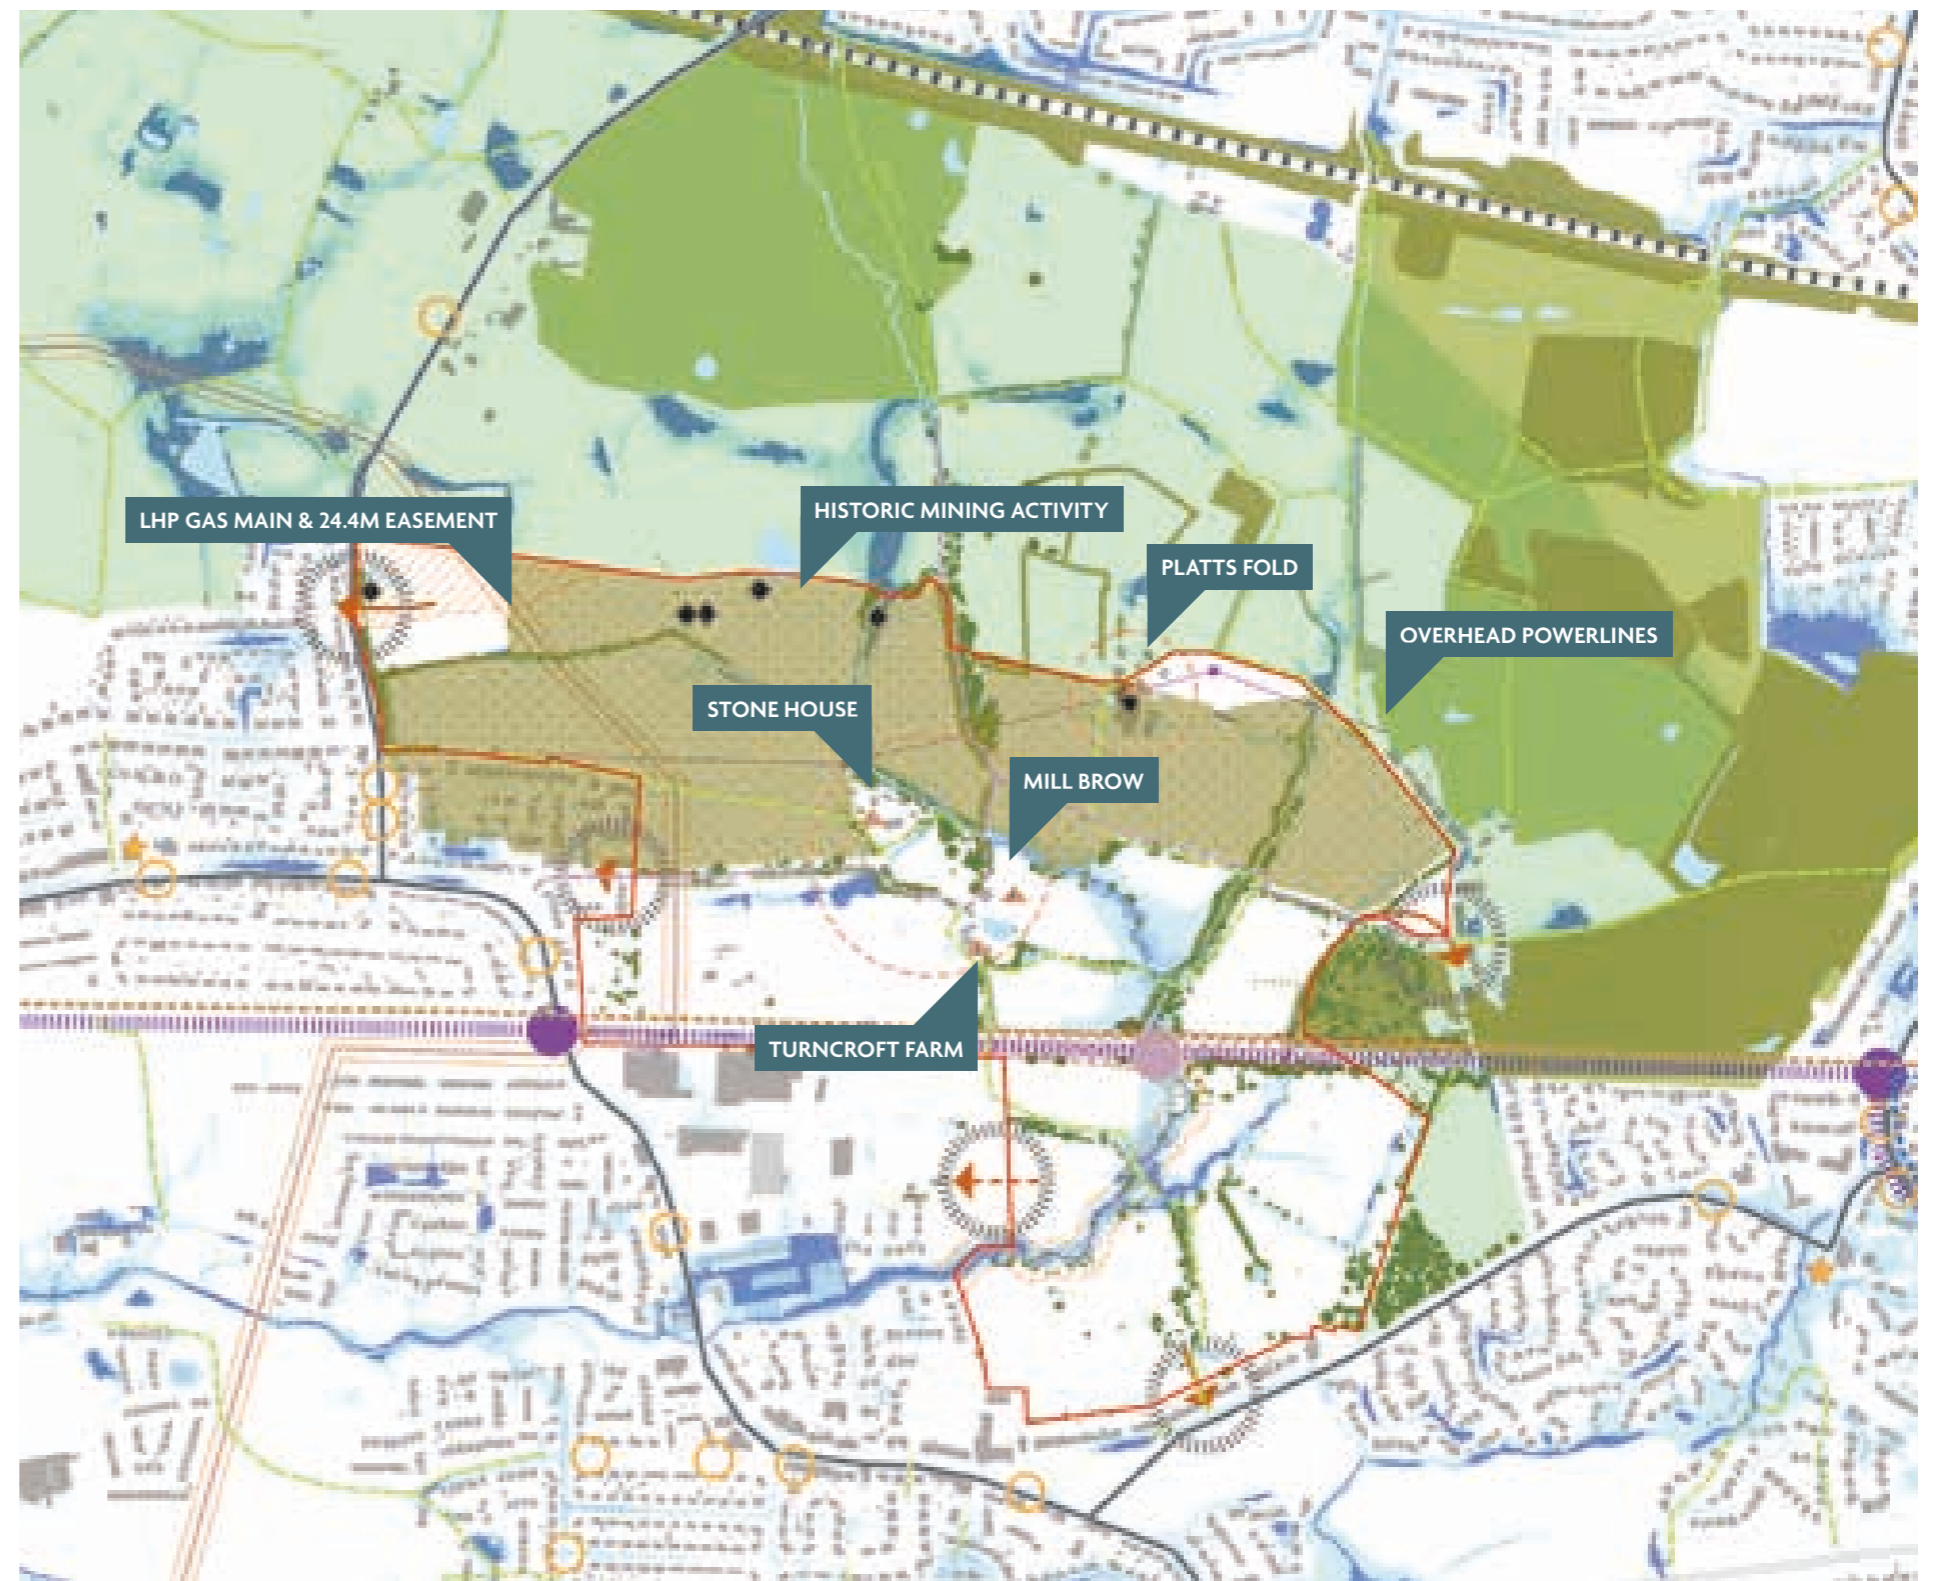 LHP GAS MAIN & 24.4M EASEMENT
HISTORIC MINING ACTIVITY
PLATTS FOLD
OVERHEAD POWERLINES
STONE HOUSE
MILL BROW
TURNCROFT FARM